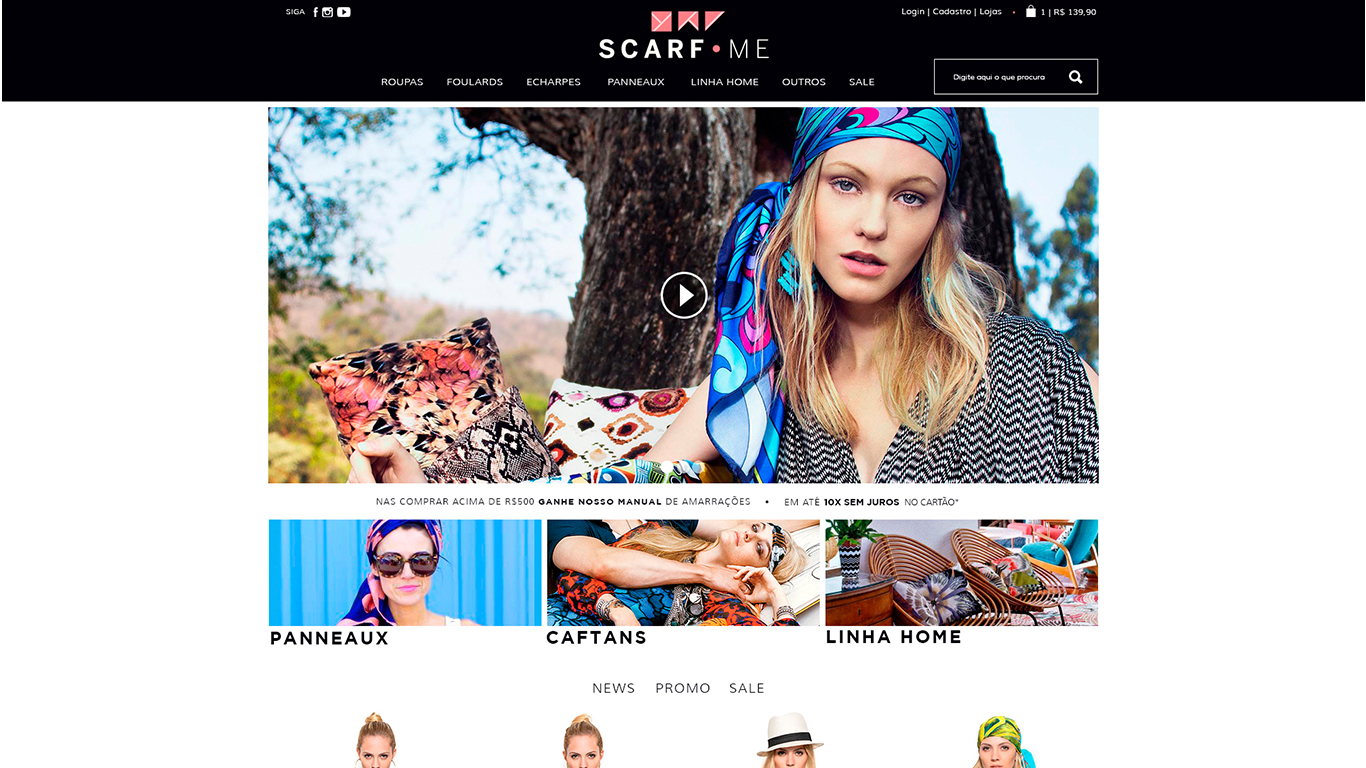 SIGA
Login | Cadastro | Lojas • 1 | R$ 139,90
SCARF • ME
ROUPAS FOULARDS ECHARPES PANNEAUX LINHA HOME OUTROS SALE
Digite aqui o que procura
NAS COMPRAR ACIMA DE R$500 GANHE NOSSO MANUAL DE AMARRAÇÕES • EM ATÉ 10X SEM JUROS NO CARTÃO*
PANNEAUX
CAFTANS
LINHA HOME
NEWS PROMO SALE